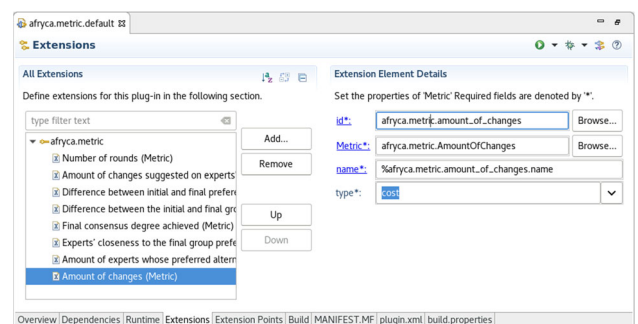 afryca.metric.default
Extensions
All Extensions
Define extensions for this plug-in in the following section.
type filter text
afryca.metric
Number of rounds (Metric)
Amount of changes suggested on experts
Difference between initial and final prefer
Difference between the initial and final gr
Final consensus degree achieved (Metric)
Experts' closeness to the final group prefe
Amount of experts whose preferred altern
Amount of changes (Metric)
Add...
Remove
Up
Down
Extension Element Details
Set the properties of 'Metric' Required fields are denoted by '*'.
id*: afryca.metric.amount_of_changes Browse...
Metric*: afryca.metric.AmountOfChanges Browse...
name*: %afryca.metric.amount_of_changes.name
type*: cost
Overview Dependencies Runtime Extensions Extension Points Build MANIFEST.MF plugin.xml build.properties